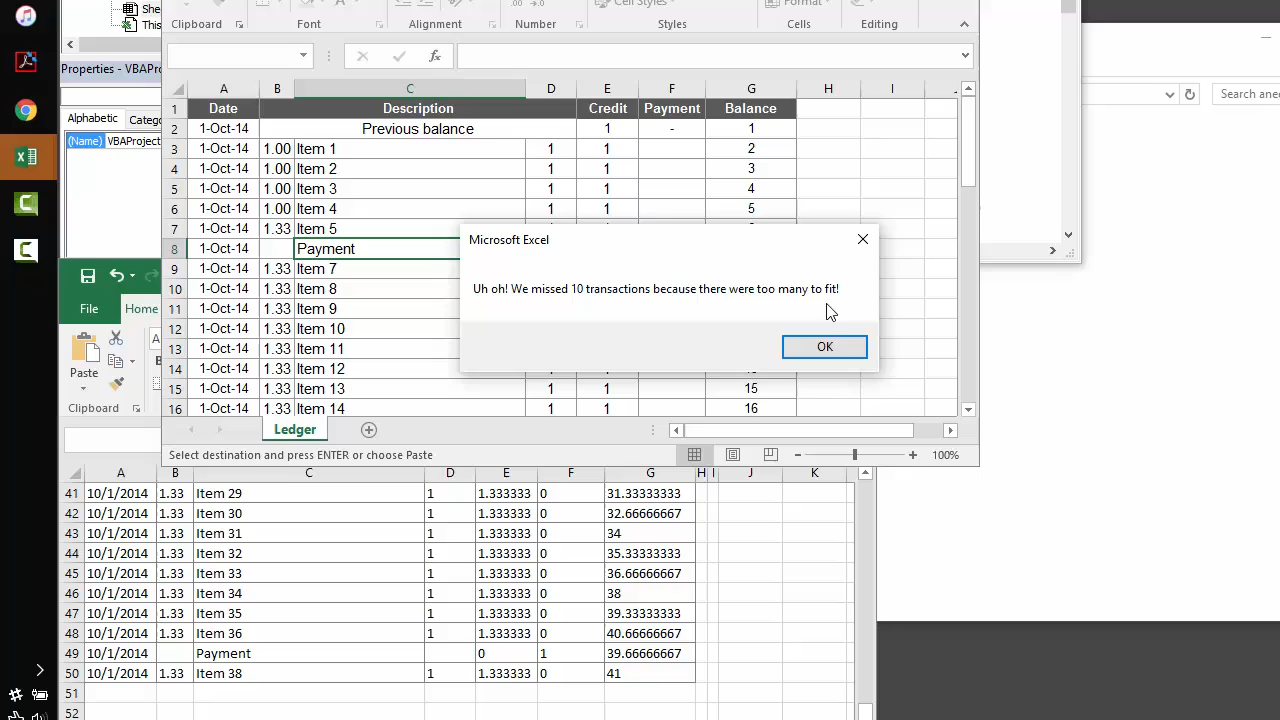 She
This
Properties - VBAPro
Alphabetic Categ
(Name) VBAProject
Clipboard Font Alignment Number Styles Cells Editing
Cell Styles
Format
fx
A B C D E F G H I
1 Date Description Credit Payment Balance
2 1-Oct-14 Previous balance 1 - 1
3 1-Oct-14 1.00 Item 1 1 1 2
4 1-Oct-14 1.00 Item 2 1 1 3
5 1-Oct-14 1.00 Item 3 1 1 4
6 1-Oct-14 1.00 Item 4 1 1 5
7 1-Oct-14 1.33 Item 5
8 1-Oct-14 Payment
9 1-Oct-14 1.33 Item 7
10 1-Oct-14 1.33 Item 8
11 1-Oct-14 1.33 Item 9
12 1-Oct-14 1.33 Item 10
13 1-Oct-14 1.33 Item 11
14 1-Oct-14 1.33 Item 12
15 1-Oct-14 1.33 Item 13 1 1 15
16 1-Oct-14 1.33 Item 14 1 1 16
Microsoft Excel
Uh oh! We missed 10 transactions because there were too many to fit!
OK
Ledger
Select destination and press ENTER or choose Paste
100%
Search aned
File Home
Paste
Clipboard
A B C D E F G H I J K
41 10/1/2014 1.33 Item 29 1 1.333333 0 31.33333333
42 10/1/2014 1.33 Item 30 1 1.333333 0 32.66666667
43 10/1/2014 1.33 Item 31 1 1.333333 0 34
44 10/1/2014 1.33 Item 32 1 1.333333 0 35.33333333
45 10/1/2014 1.33 Item 33 1 1.333333 0 36.66666667
46 10/1/2014 1.33 Item 34 1 1.333333 0 38
47 10/1/2014 1.33 Item 35 1 1.333333 0 39.33333333
48 10/1/2014 1.33 Item 36 1 1.333333 0 40.66666667
49 10/1/2014 Payment 0 1 39.66666667
50 10/1/2014 1.33 Item 38 1 1.333333 0 41
51
52